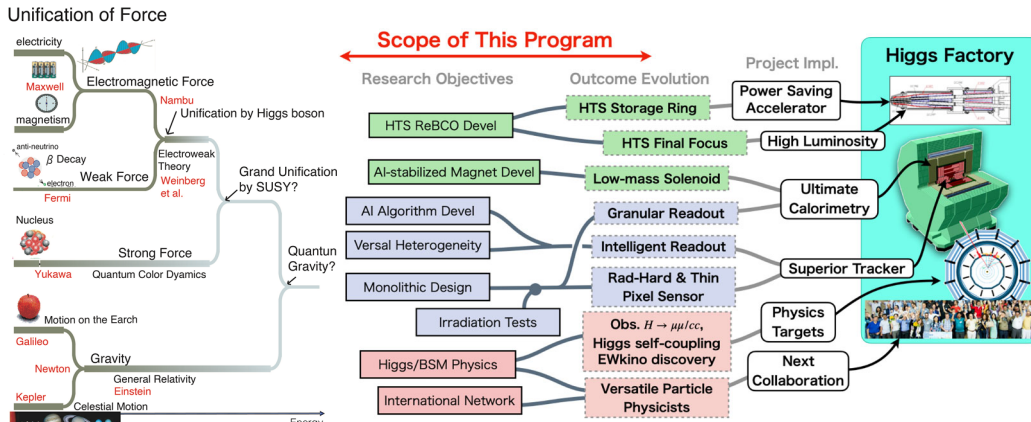 Unification of Force
electricity
Maxwell
magnetism
Electromagnetic Force
Nambu
Unification by Higgs boson
anti-neutrino
β Decay
electron
Fermi
Weak Force
Electroweak
Theory
Weinberg
et al.
Grand Unification
by SUSY?
Nucleus
Yukawa
Strong Force
Quantum Color Dyamics
Quantun
Gravity?
Motion on the Earth
Galileo
Newton
Gravity
General Relativity
Einstein
Kepler
Celestial Motion
Energy
Scope of This Program
Research Objectives
Outcome Evolution
Project Impl.
Higgs Factory
HTS ReBCO Devel
HTS Storage Ring
Power Saving
Accelerator
HTS Final Focus
High Luminosity
AI-stabilized Magnet Devel
Low-mass Solenoid
Ultimate
Calorimetry
AI Algorithm Devel
Granular Readout
Versal Heterogeneity
Intelligent Readout
Superior Tracker
Monolithic Design
Rad-Hard & Thin
Pixel Sensor
Irradiation Tests
Obs. H → μμ/cc,
Higgs self-coupling
EWkino discovery
Physics
Targets
Higgs/BSM Physics
Next
Collaboration
International Network
Versatile Particle
Physicists